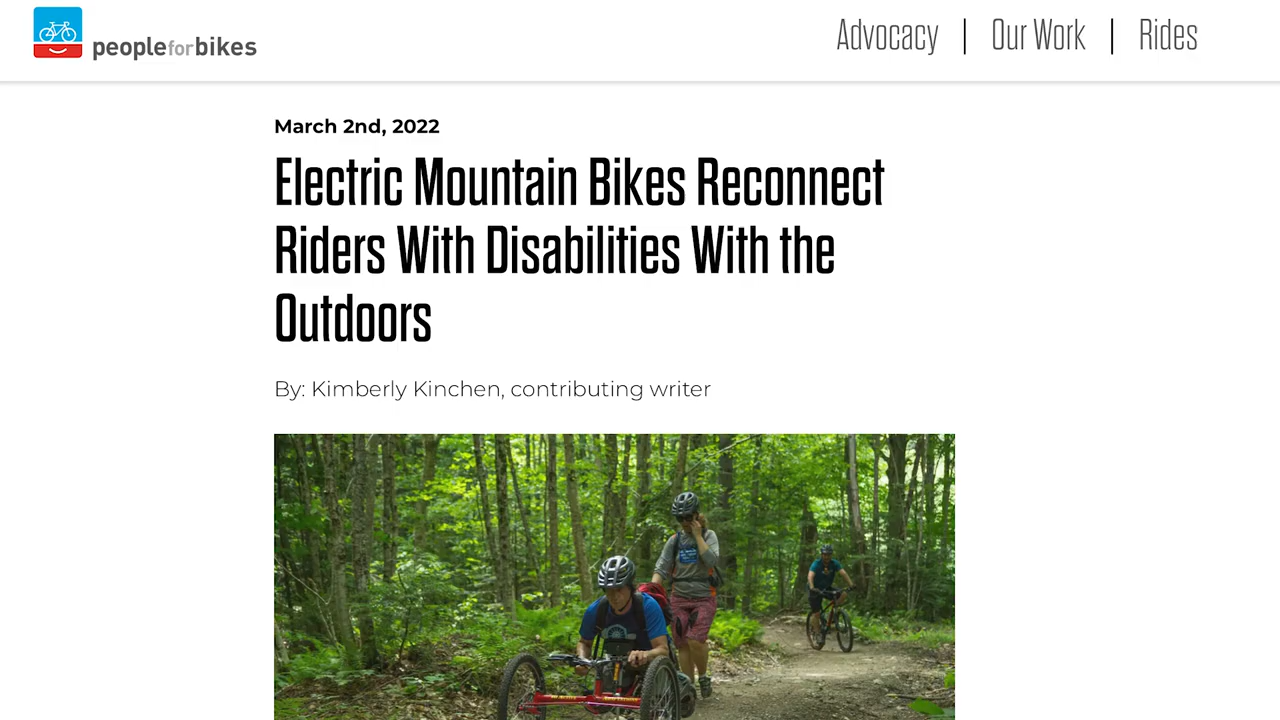 peopleforbikes
Advocacy | Our Work | Rides
March 2nd, 2022
Electric Mountain Bikes Reconnect
Riders With Disabilities With the
Outdoors
By: Kimberly Kinchen, contributing writer